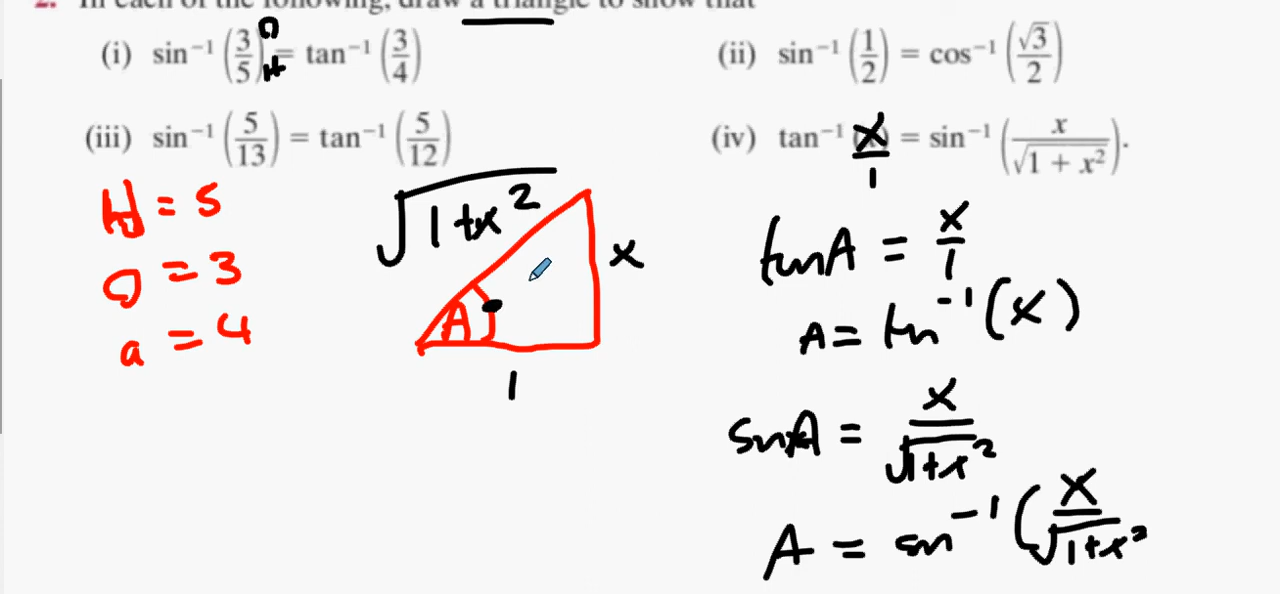 2. In each of the following, draw a triangle to show that
(i) sin⁻¹(3/5) = tan⁻¹(3/4)
O
H
(ii) sin⁻¹(1/2) = cos⁻¹(√3/2)
(iii) sin⁻¹(5/13) = tan⁻¹(5/12)
(iv) tan⁻¹ x/1 = sin⁻¹(x/√(1 + x²)).
H = 5
O = 3
a = 4
√(1+x²)
x
A
1
tanA = x/1
A = tan⁻¹(x)
sinA = x/√(1+x²)
A = sin⁻¹(x/√(1+x²)